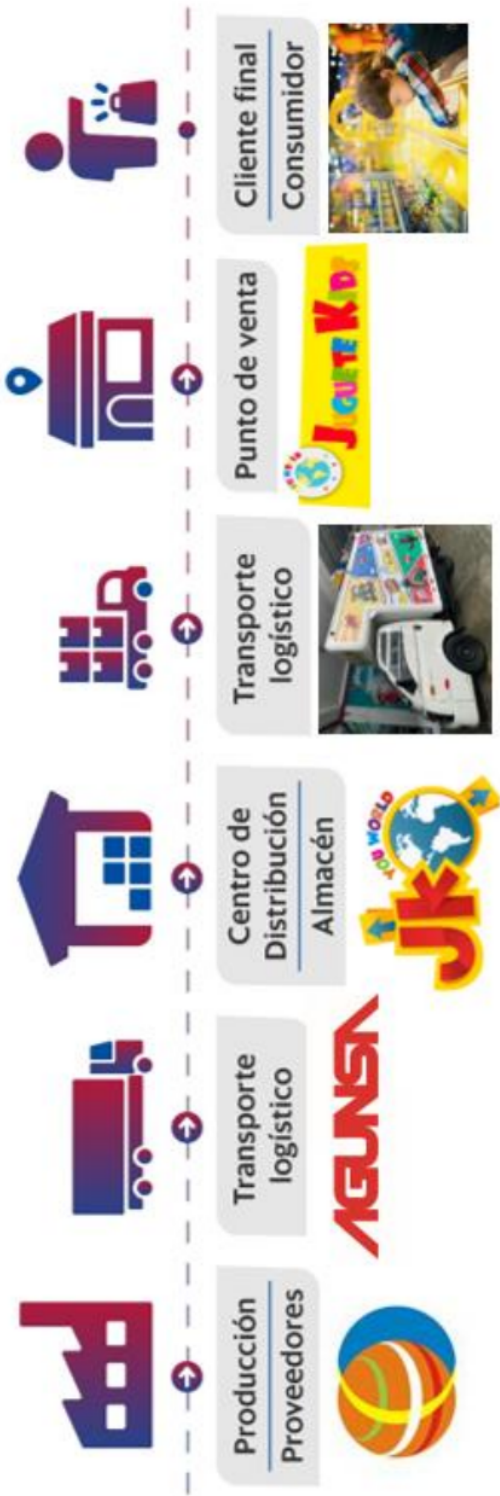 Producción
Proveedores
Transporte
logístico
AGUNSA
Centro de
Distribución
Almacén
JK
YOU WORLD
Transporte
logístico
Punto de venta
JUGUETE KIDS
Cliente final
Consumidor